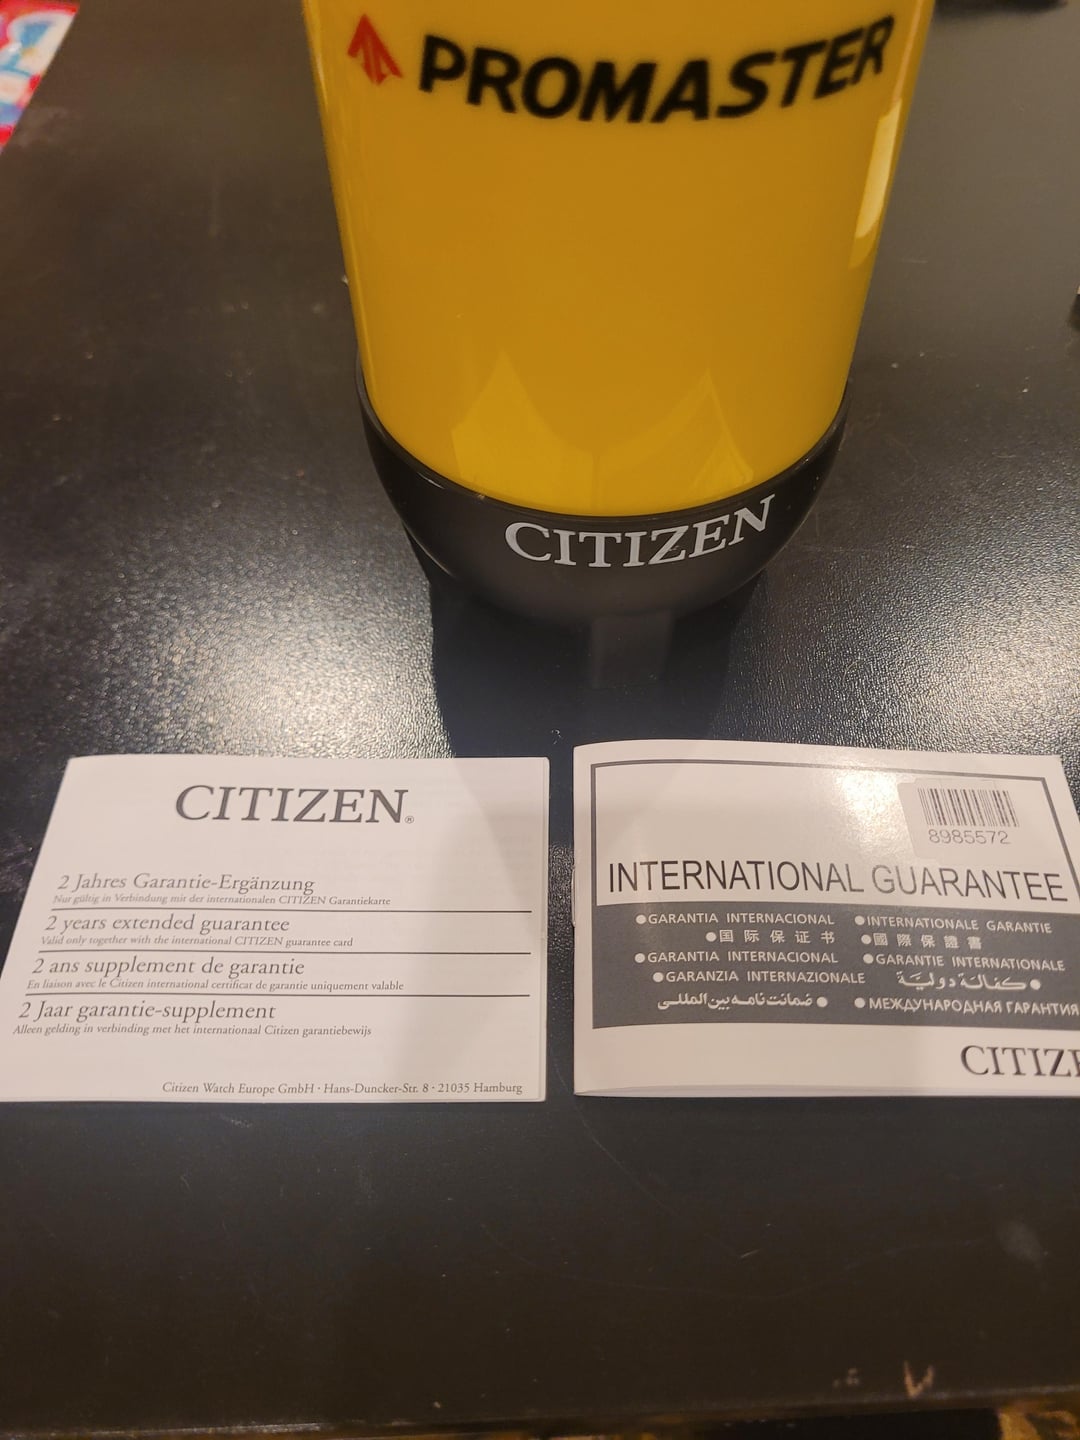 PROMASTER
CITIZEN
CITIZEN®
2 Jahres Garantie-Ergänzung
Nur gültig in Verbindung mit der internationalen CITIZEN Garantiekarte
2 years extended guarantee
Valid only together with the international CITIZEN guarantee card
2 ans supplement de garantie
En liaison avec le Citizen international certificat de garantie uniquement valable
2 Jaar garantie-supplement
Alleen gelding in verbinding met het internationaal Citizen garantiebewijs
Citizen Watch Europe GmbH · Hans-Duncker-Str. 8 · 21035 Hamburg
8985572
INTERNATIONAL GUARANTEE
●GARANTIA INTERNACIONAL ●INTERNATIONALE GARANTIE
●国际保证书 ●國際保證書
●GARANTIA INTERNACIONAL ●GARANTIE INTERNATIONALE
●GARANZIA INTERNAZIONALE ●كفالة دولية
●ضمانت نامه بین المللی ●МЕЖДУНАРОДНАЯ ГАРАНТИЯ
CITIZE